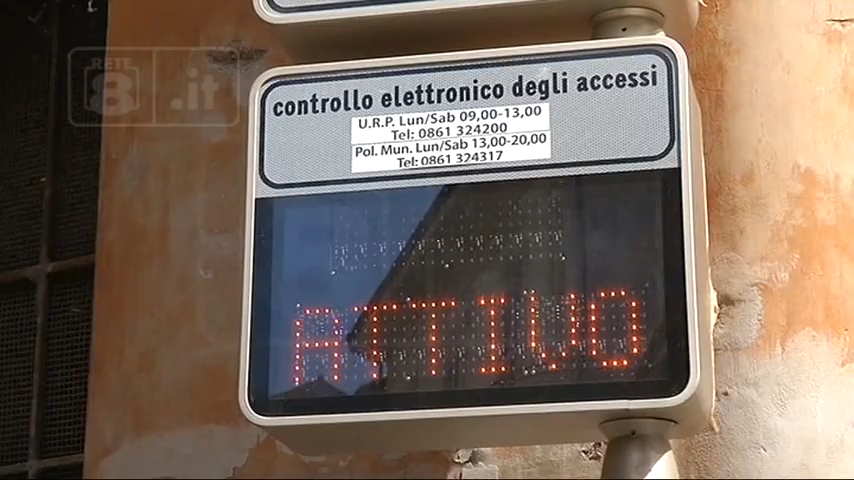 RETE
8 .it
controllo elettronico degli accessi
U.R.P. Lun/Sab 09,00-13,00
Tel: 0861 324200
Pol. Mun. Lun/Sab 13,00-20,00
Tel: 0861 324317
ATTIVO